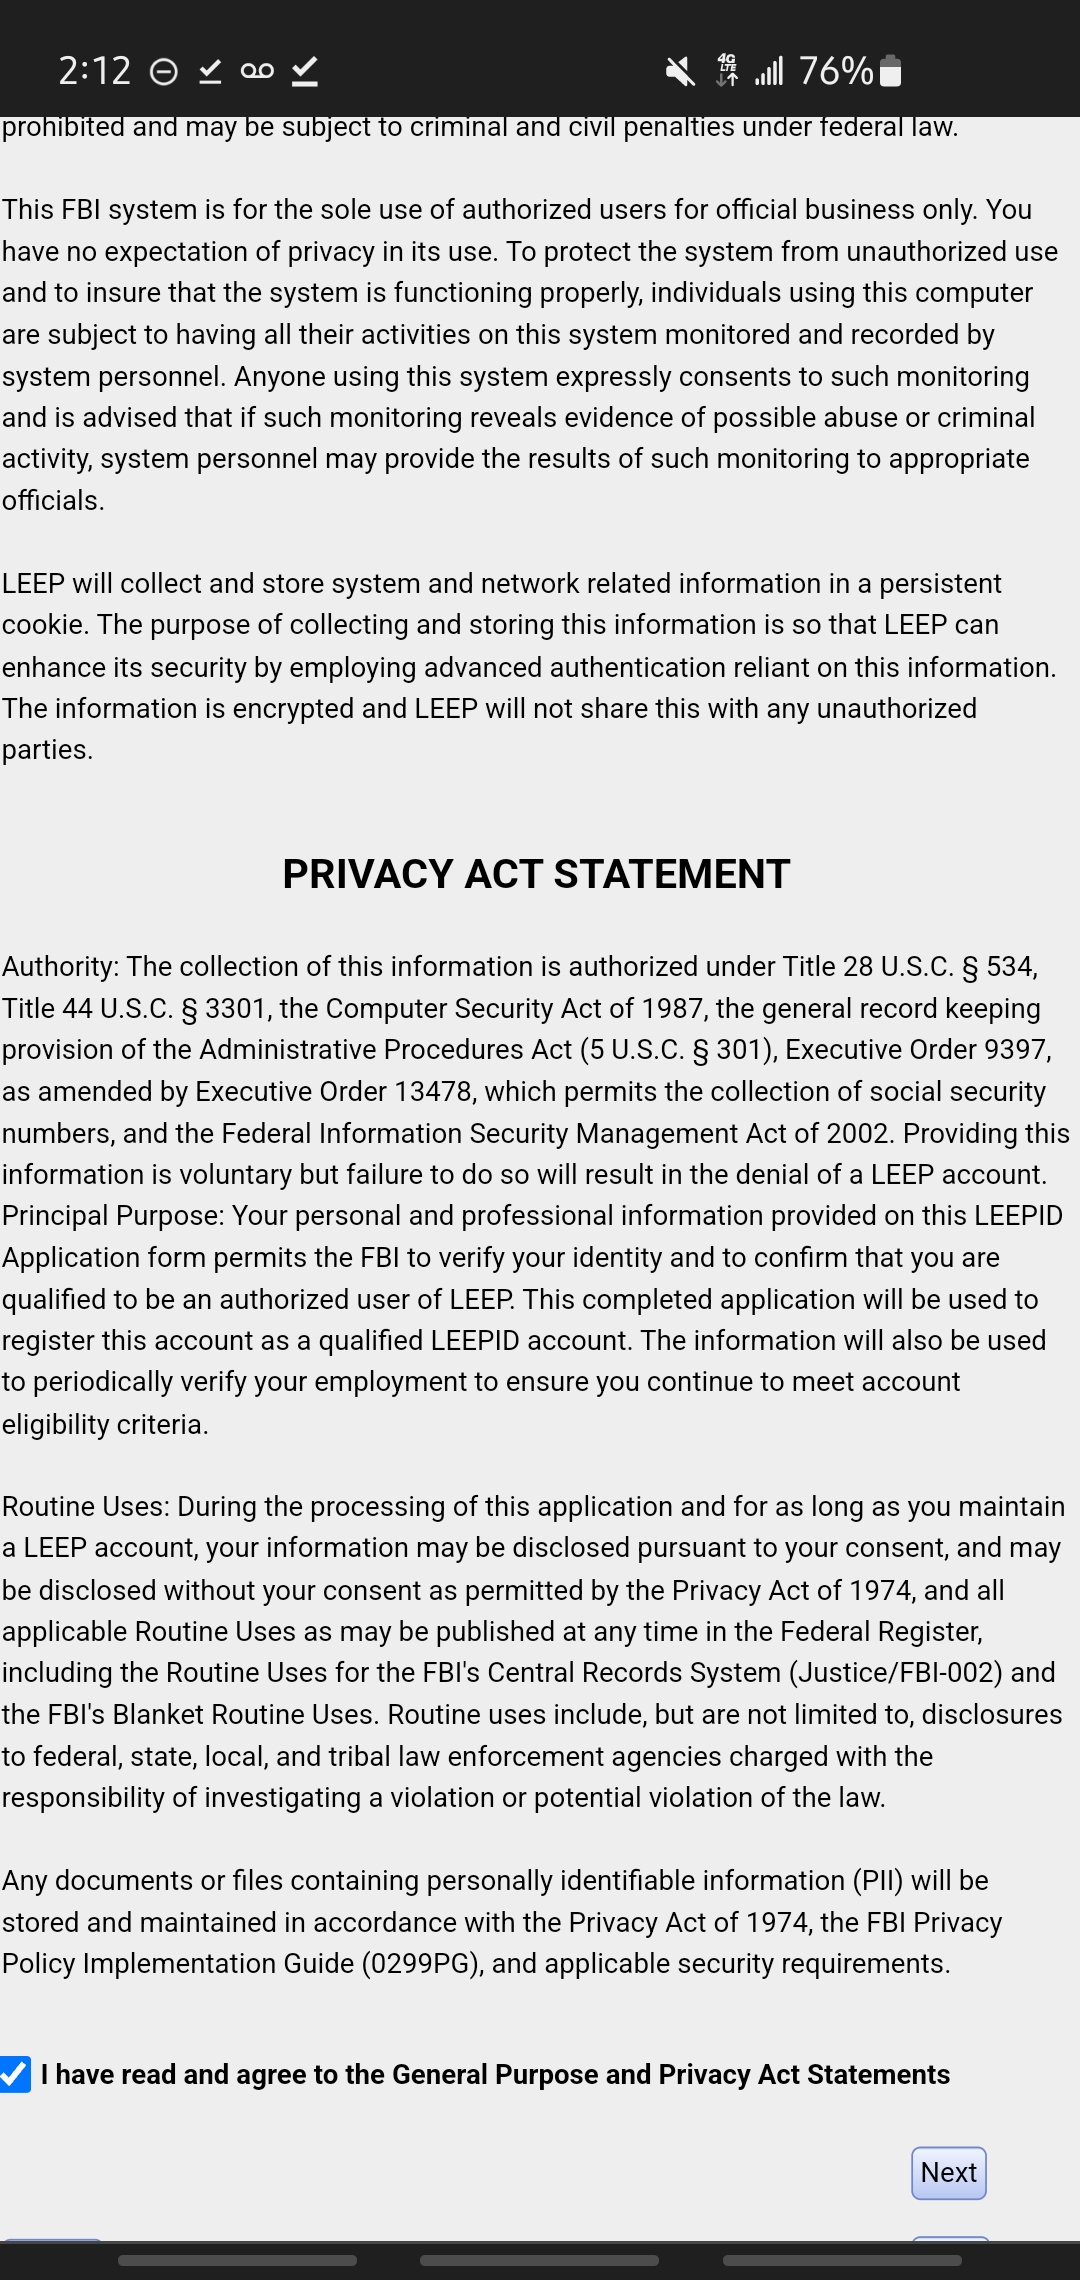 2:12 76%
4G
LTE
prohibited and may be subject to criminal and civil penalties under federal law.
This FBI system is for the sole use of authorized users for official business only. You
have no expectation of privacy in its use. To protect the system from unauthorized use
and to insure that the system is functioning properly, individuals using this computer
are subject to having all their activities on this system monitored and recorded by
system personnel. Anyone using this system expressly consents to such monitoring
and is advised that if such monitoring reveals evidence of possible abuse or criminal
activity, system personnel may provide the results of such monitoring to appropriate
officials.
LEEP will collect and store system and network related information in a persistent
cookie. The purpose of collecting and storing this information is so that LEEP can
enhance its security by employing advanced authentication reliant on this information.
The information is encrypted and LEEP will not share this with any unauthorized
parties.
PRIVACY ACT STATEMENT
Authority: The collection of this information is authorized under Title 28 U.S.C. § 534,
Title 44 U.S.C. § 3301, the Computer Security Act of 1987, the general record keeping
provision of the Administrative Procedures Act (5 U.S.C. § 301), Executive Order 9397,
as amended by Executive Order 13478, which permits the collection of social security
numbers, and the Federal Information Security Management Act of 2002. Providing this
information is voluntary but failure to do so will result in the denial of a LEEP account.
Principal Purpose: Your personal and professional information provided on this LEEPID
Application form permits the FBI to verify your identity and to confirm that you are
qualified to be an authorized user of LEEP. This completed application will be used to
register this account as a qualified LEEPID account. The information will also be used
to periodically verify your employment to ensure you continue to meet account
eligibility criteria.
Routine Uses: During the processing of this application and for as long as you maintain
a LEEP account, your information may be disclosed pursuant to your consent, and may
be disclosed without your consent as permitted by the Privacy Act of 1974, and all
applicable Routine Uses as may be published at any time in the Federal Register,
including the Routine Uses for the FBI's Central Records System (Justice/FBI-002) and
the FBI's Blanket Routine Uses. Routine uses include, but are not limited to, disclosures
to federal, state, local, and tribal law enforcement agencies charged with the
responsibility of investigating a violation or potential violation of the law.
Any documents or files containing personally identifiable information (PII) will be
stored and maintained in accordance with the Privacy Act of 1974, the FBI Privacy
Policy Implementation Guide (0299PG), and applicable security requirements.
I have read and agree to the General Purpose and Privacy Act Statements
Next